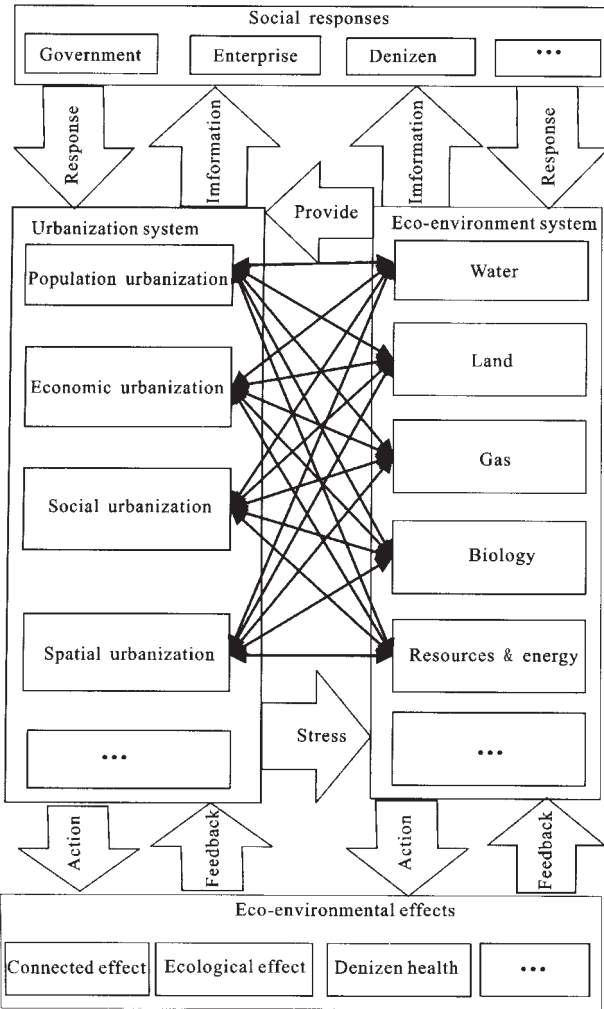 Social responses
Government
Enterprise
Denizen
...
Response
Imformation
Imformation
Response
Provide
Urbanization system
Eco-environment system
Population urbanization
Water
Economic urbanization
Land
Social urbanization
Gas
Biology
Spatial urbanization
Resources & energy
Stress
...
...
Action
Feedback
Action
Feedback
Eco-environmental effects
Connected effect
Ecological effect
Denizen health
...